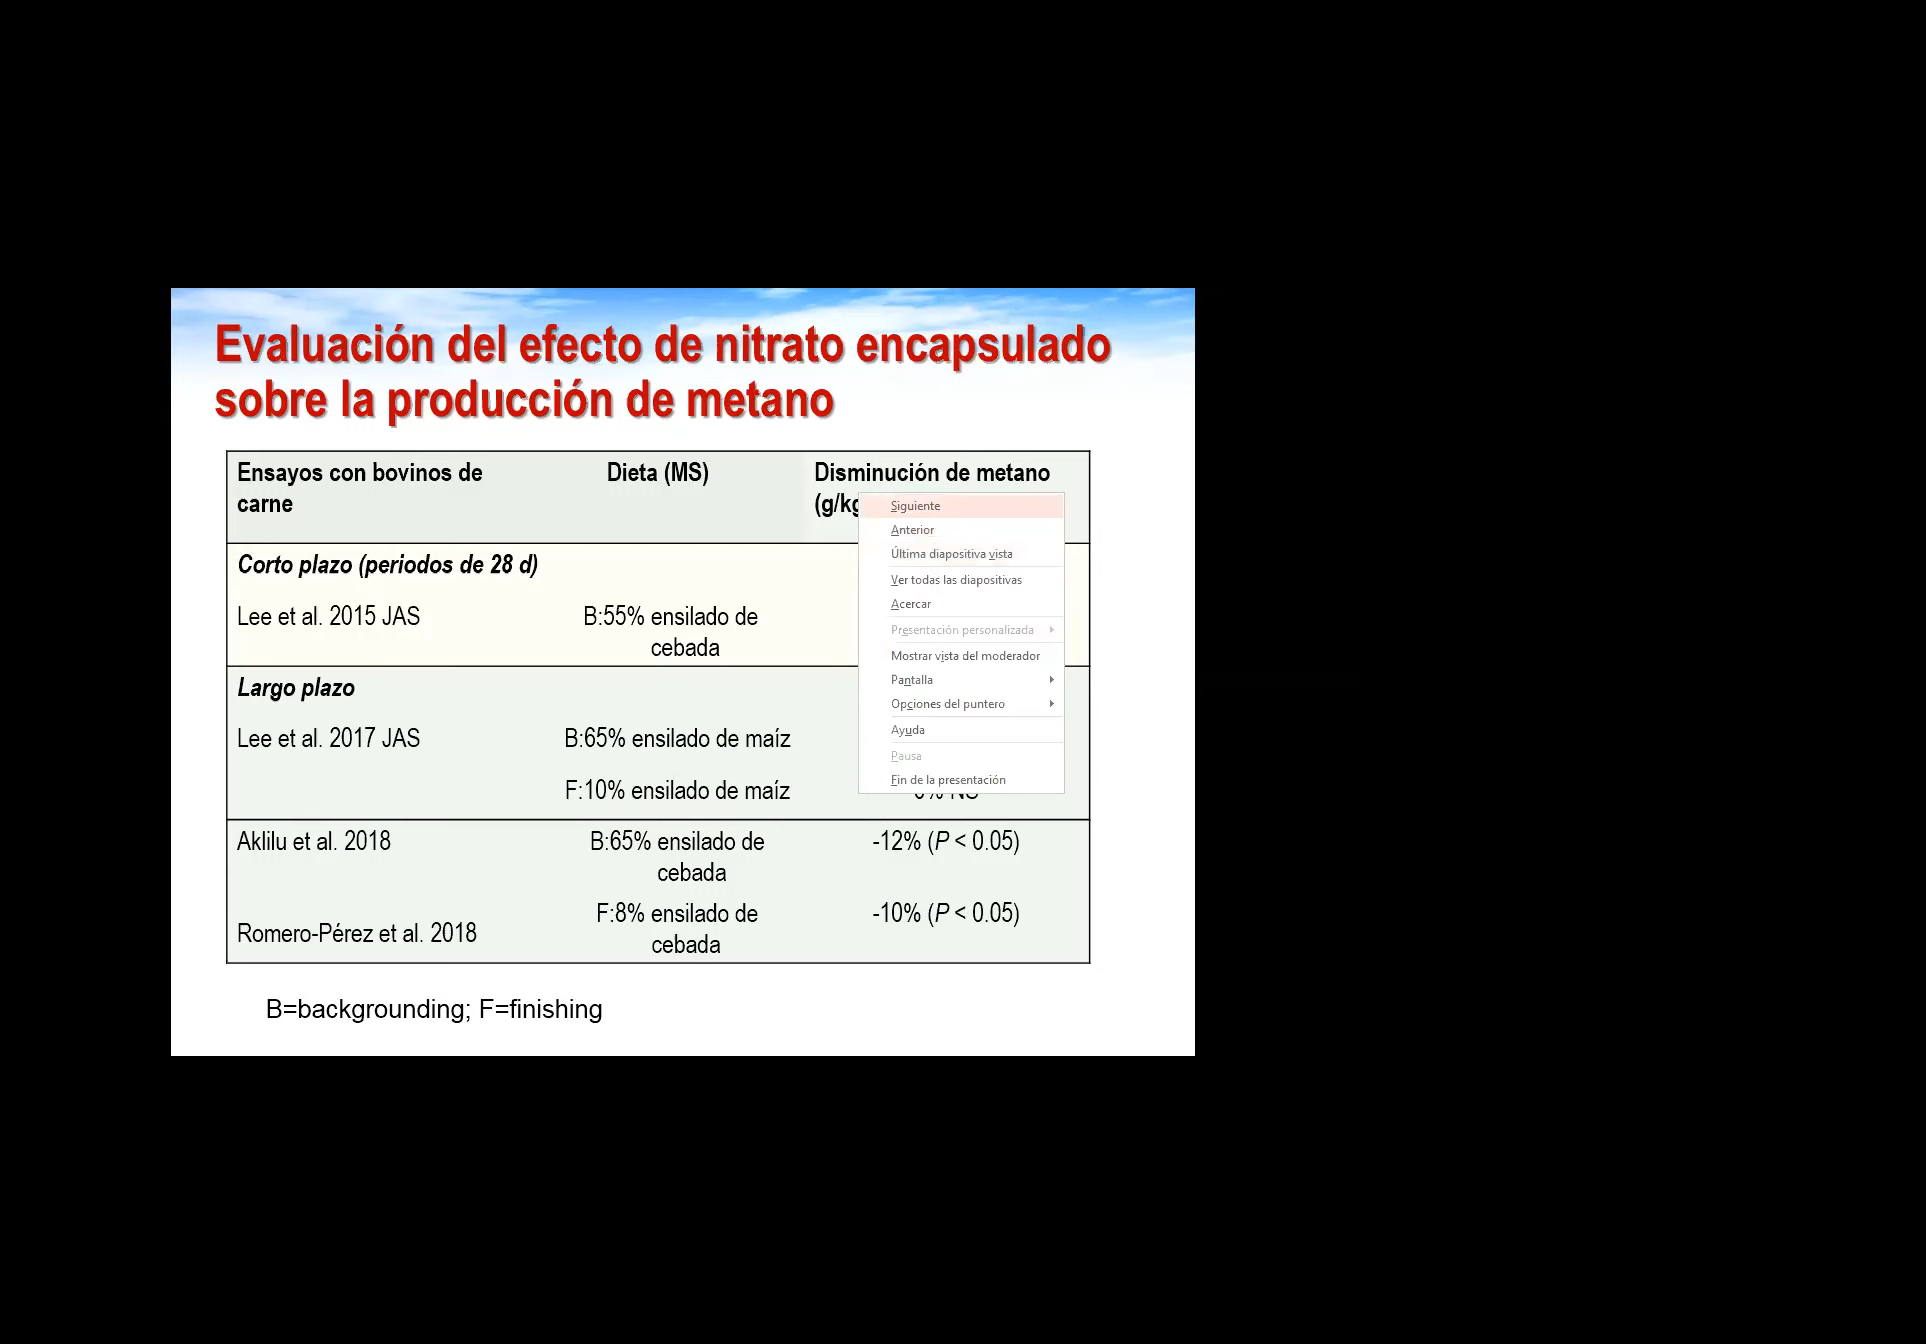 Evaluación del efecto de nitrato encapsulado
sobre la producción de metano
Ensayos con bovinos de
carne
Dieta (MS)
Disminución de metano
Corto plazo (periodos de 28 d)
Lee et al. 2015 JAS
B:55% ensilado de
cebada
Largo plazo
Lee et al. 2017 JAS
B:65% ensilado de maíz
F:10% ensilado de maíz
Aklilu et al. 2018
B:65% ensilado de
cebada
-12% (P < 0.05)
Romero-Pérez et al. 2018
F:8% ensilado de
cebada
-10% (P < 0.05)
B=backgrounding; F=finishing
Siguiente
Anterior
Última diapositiva vista
Ver todas las diapositivas
Acercar
Presentación personalizada
Mostrar vista del moderador
Pantalla
Opciones del puntero
Ayuda
Pausa
Fin de la presentación